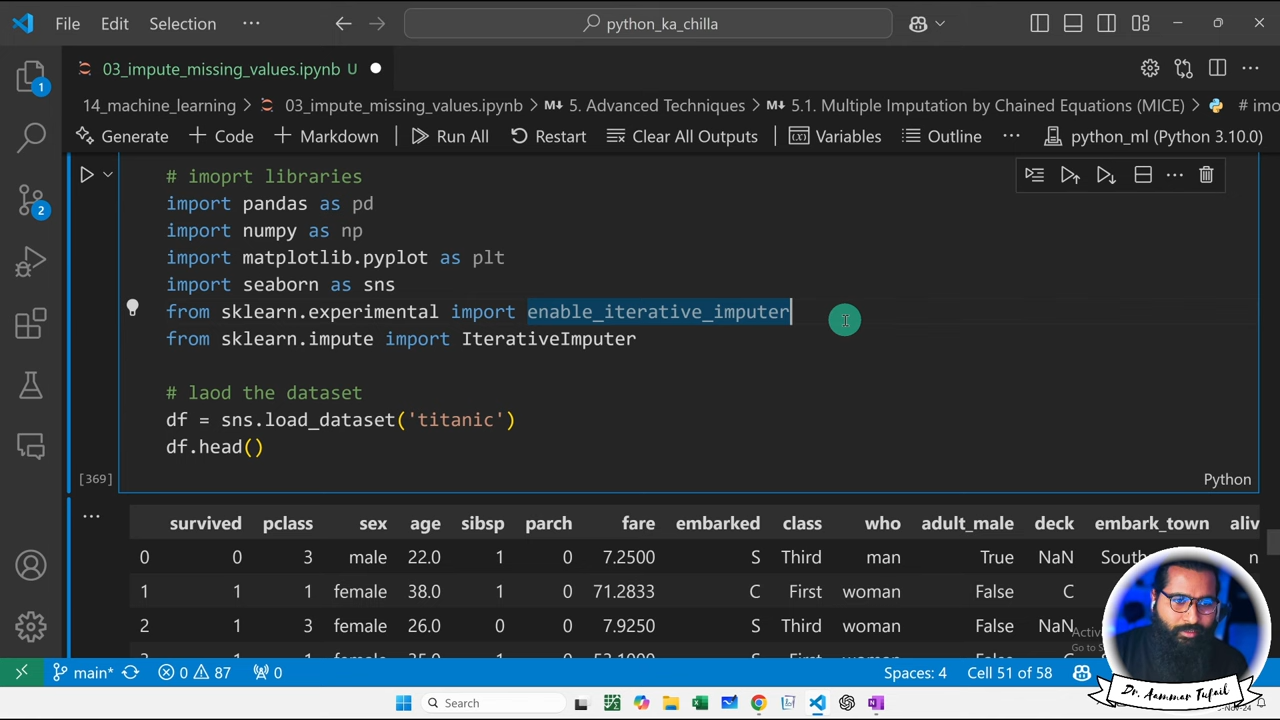 File Edit Selection ··· python_ka_chilla
03_impute_missing_values.ipynb U
14_machine_learning > 03_impute_missing_values.ipynb > M↓ 5. Advanced Techniques > M↓ 5.1. Multiple Imputation by Chained Equations (MICE) > # imo
Generate + Code + Markdown Run All Restart Clear All Outputs Variables Outline ··· python_ml (Python 3.10.0)
# imoprt libraries
import pandas as pd
import numpy as np
import matplotlib.pyplot as plt
import seaborn as sns
from sklearn.experimental import enable_iterative_imputer
from sklearn.impute import IterativeImputer
# laod the dataset
df = sns.load_dataset('titanic')
df.head()
[369] Python
survived pclass sex age sibsp parch fare embarked class who adult_male deck embark_town aliv
0 0 3 male 22.0 1 0 7.2500 S Third man True NaN South n
1 1 1 female 38.0 1 0 71.2833 C First woman False C
2 1 3 female 26.0 0 0 7.9250 S Third woman False NaN
main* 0 87 0 Spaces: 4 Cell 51 of 58
Search
Dr. Aammar Tufail
1
2